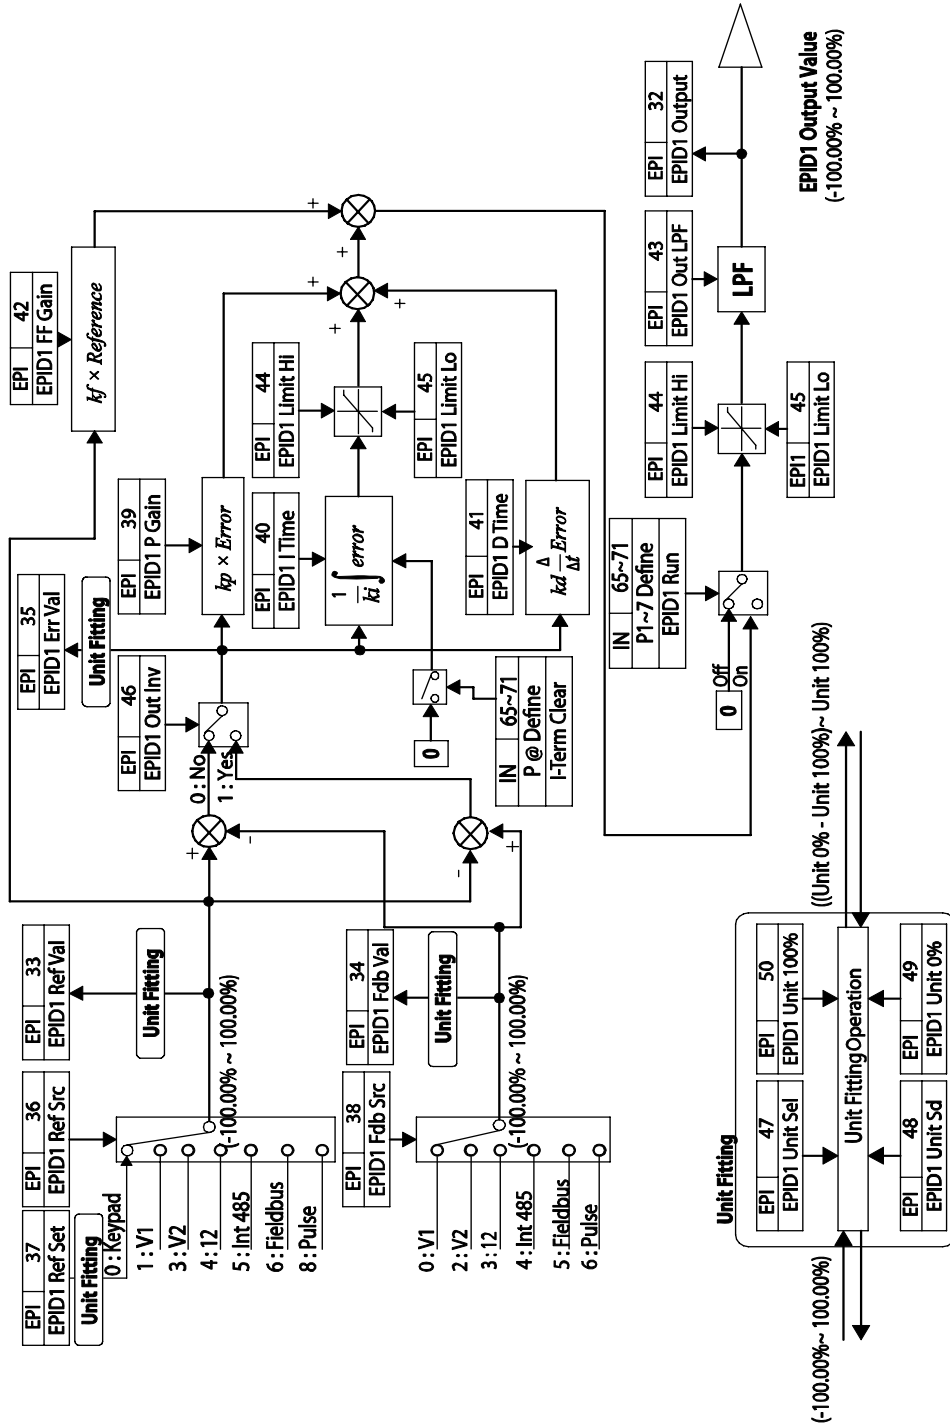 EPI 37
EPID1 Ref Set
Unit Fitting
EPI 36
EPID1 Ref Src
0 : Keypad
1 : V1
3 : V2
4 : 12
5 : Int 485
6 : Fieldbus
8 : Pulse
(-100.00% ~ 100.00%)
EPI 33
EPID1 Ref Val
Unit Fitting
EPI 38
EPID1 Fdb Src
0 : V1
2 : V2
3 : 12
4 : Int 485
5 : Fieldbus
6 : Pulse
(-100.00% ~ 100.00%)
EPI 34
EPID1 Fdb Val
Unit Fitting
+
-
-
+
0 : No
1 : Yes
EPI 46
EPID1 Out Inv
EPI 35
EPID1 Err Val
Unit Fitting
EPI 42
EPID1 FF Gain
kf × Reference
EPI 39
EPID1 P Gain
kp × Error
EPI 40
EPID1 I Time
1/ki ∫ error
EPI 44
EPID1 Limit Hi
EPI 45
EPID1 Limit Lo
0
IN 65~71
P @ Define
I-Term Clear
EPI 41
EPID1 D Time
kd Δ/Δt Error
+
+
+
+
+
IN 65~71
P1~7 Define
EPID1 Run
0
Off
On
EPI 44
EPID1 Limit Hi
EPI1 45
EPID1 Limit Lo
EPI 43
EPID1 Out LPF
LPF
EPI 32
EPID1 Output
EPID1 Output Value
(-100.00% ~ 100.00%)
Unit Fitting
EPI 47
EPID1 Unit Sel
EPI 50
EPID1 Unit 100%
Unit Fitting Operation
EPI 48
EPID1 Unit Sd
EPI 49
EPID1 Unit 0%
(-100.00%~ 100.00%)
((Unit 0% - Unit 100%)~ Unit 100%)